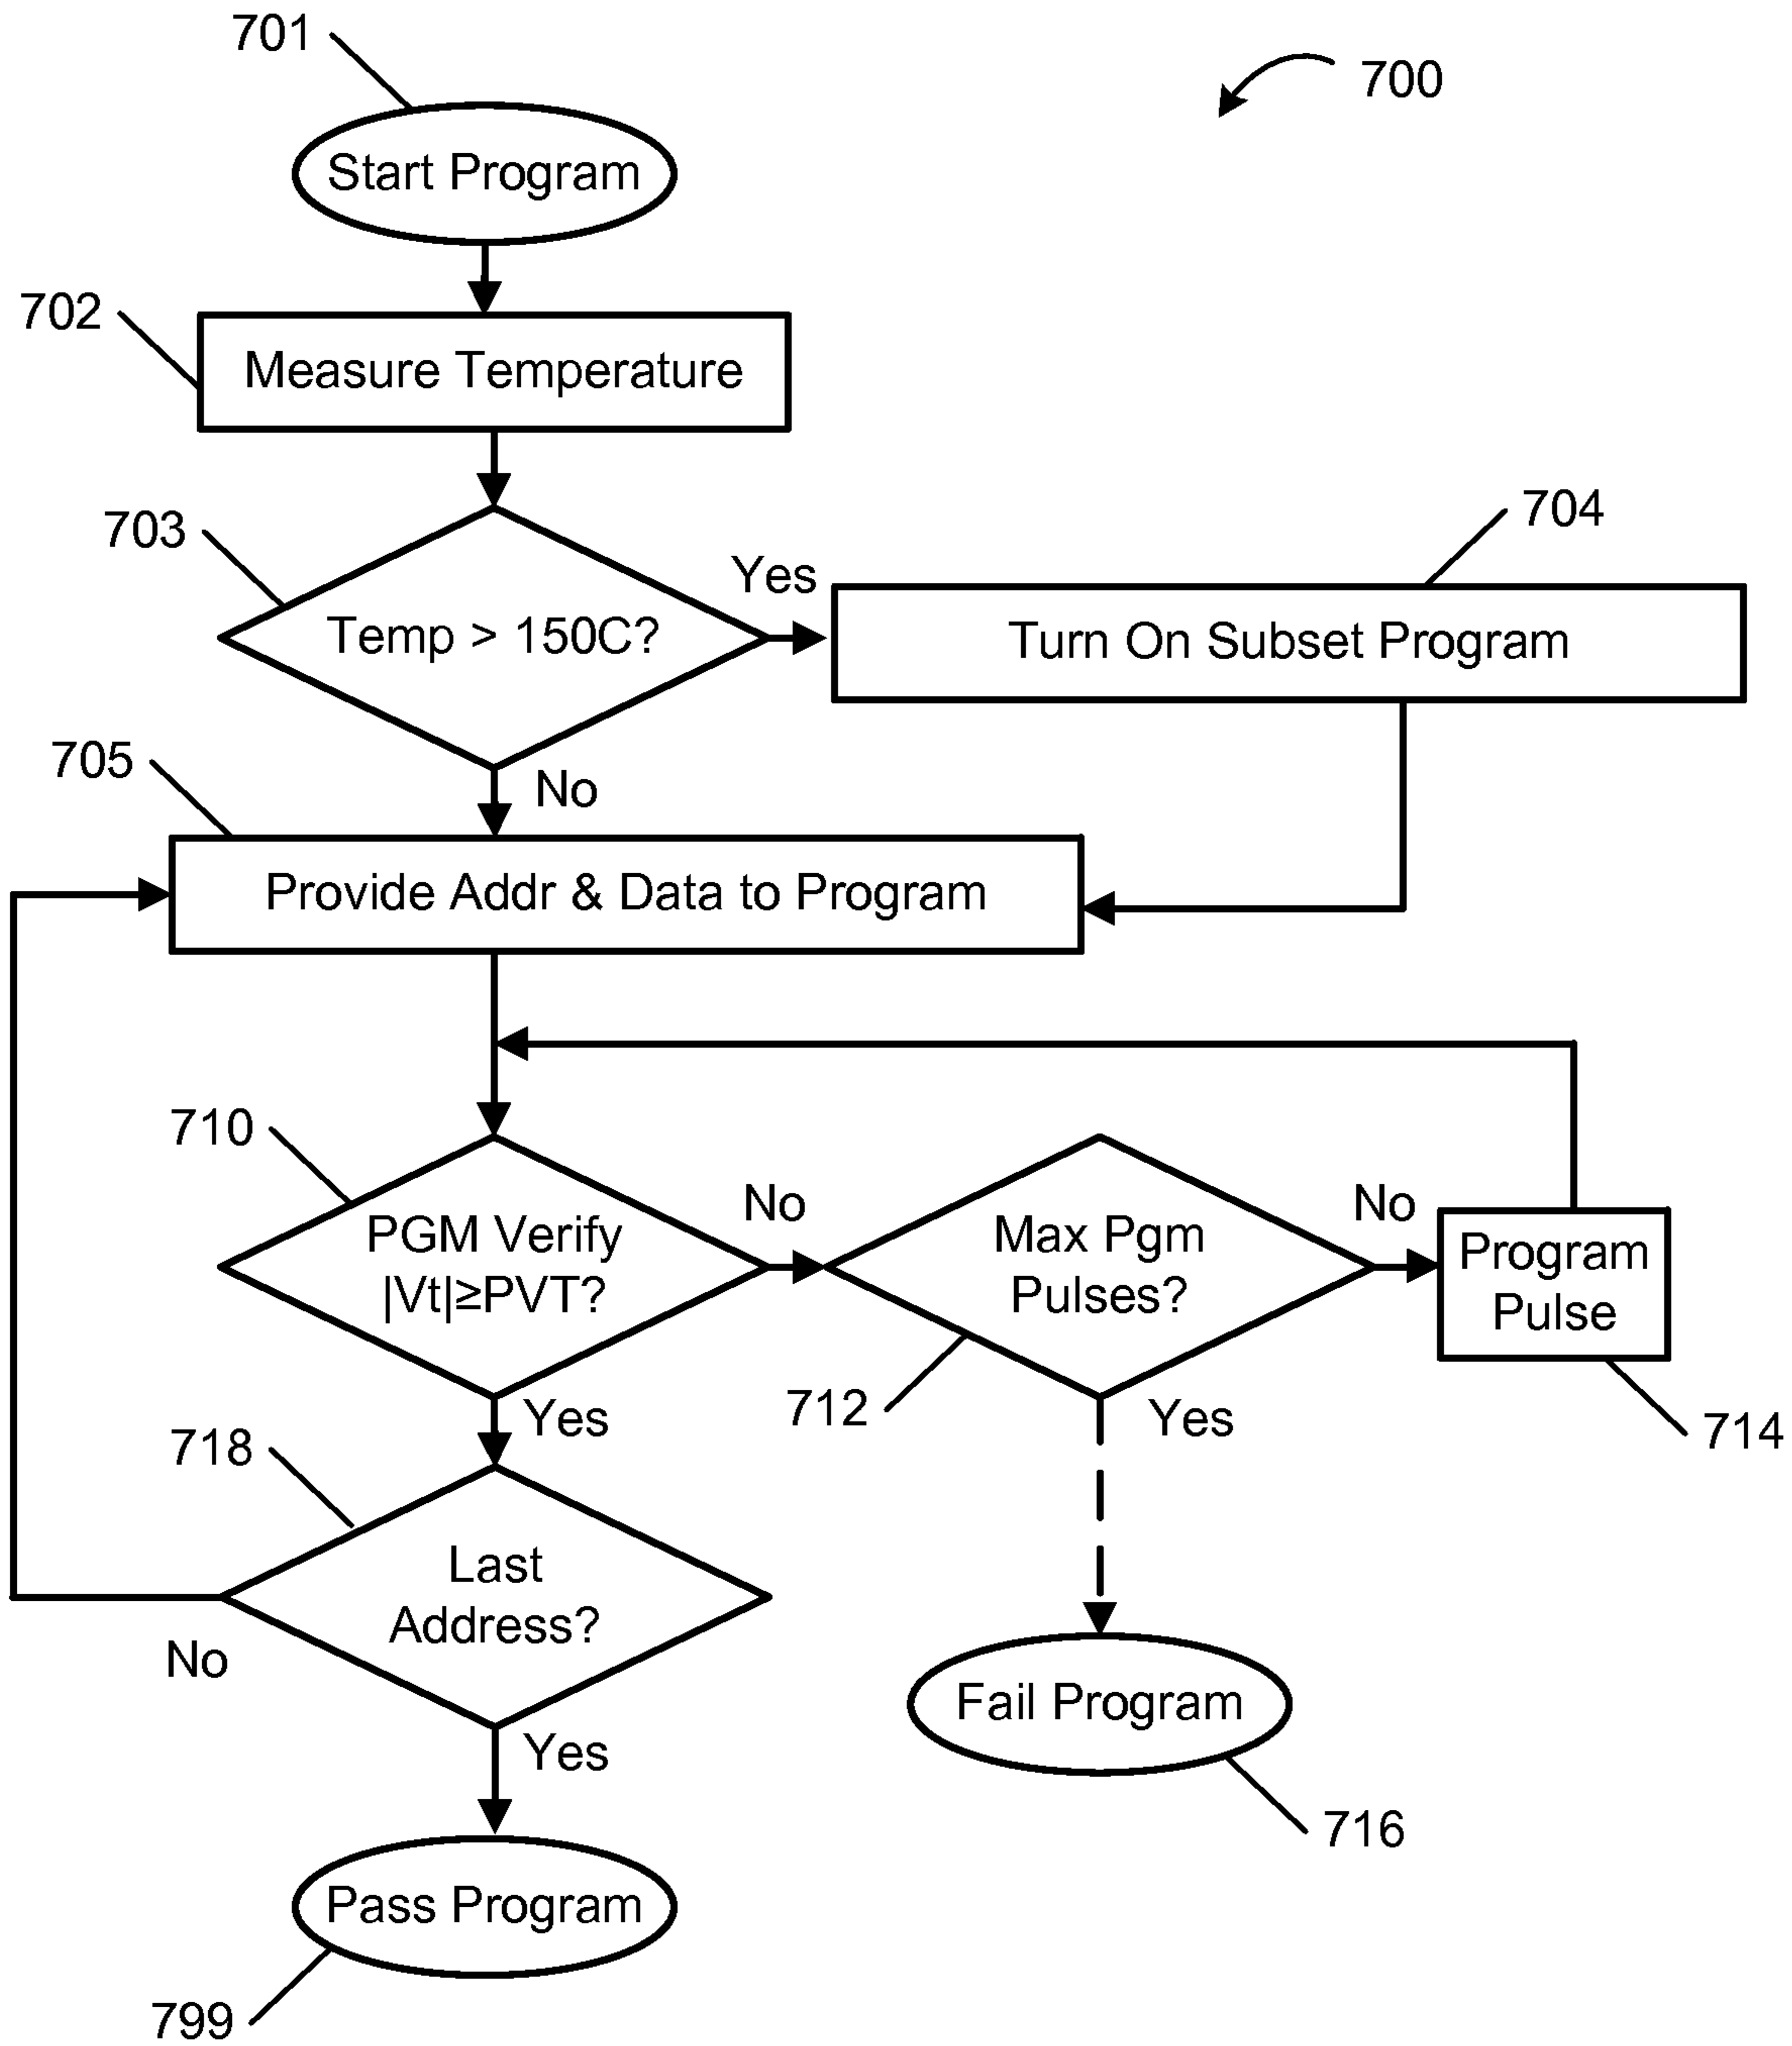 701
700
Start Program
702
Measure Temperature
703
704
Yes
Temp > 150C?
Turn On Subset Program
705
No
Provide Addr & Data to Program
710
No
No
PGM Verify
|Vt|≥PVT?
Max Pgm
Pulses?
Program
Pulse
712
714
Yes
Yes
718
Last
Address?
No
Fail Program
Yes
716
Pass Program
799